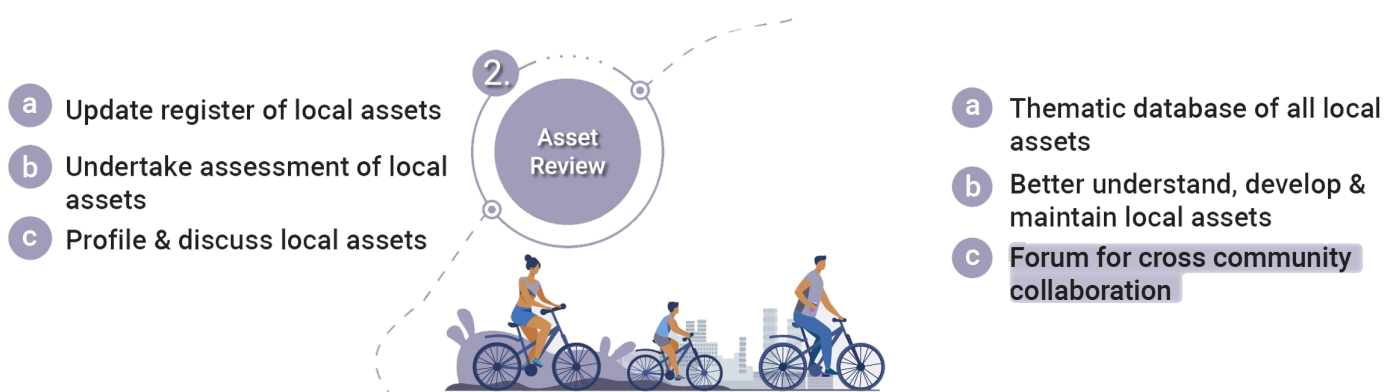 a Update register of local assets
b Undertake assessment of local
assets
c Profile & discuss local assets
2.
Asset
Review
a Thematic database of all local
assets
b Better understand, develop &
maintain local assets
c Forum for cross community
collaboration